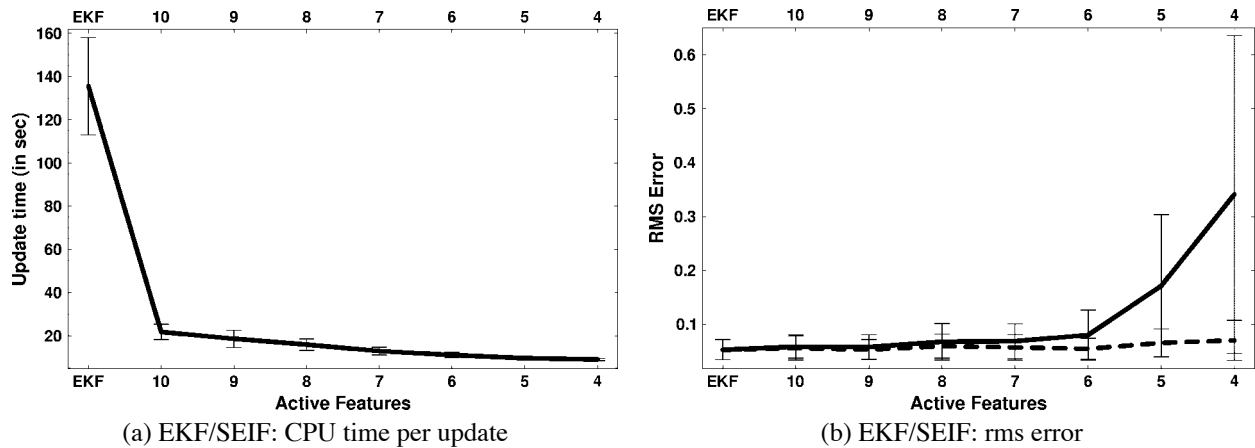 EKF 10 9 8 7 6 5 4
160
140
120
100
80
60
40
20
Update time (in sec)
EKF 10 9 8 7 6 5 4
Active Features
(a) EKF/SEIF: CPU time per update
EKF 10 9 8 7 6 5 4
0.6
0.5
0.4
0.3
0.2
0.1
RMS Error
EKF 10 9 8 7 6 5 4
Active Features
(b) EKF/SEIF: rms error